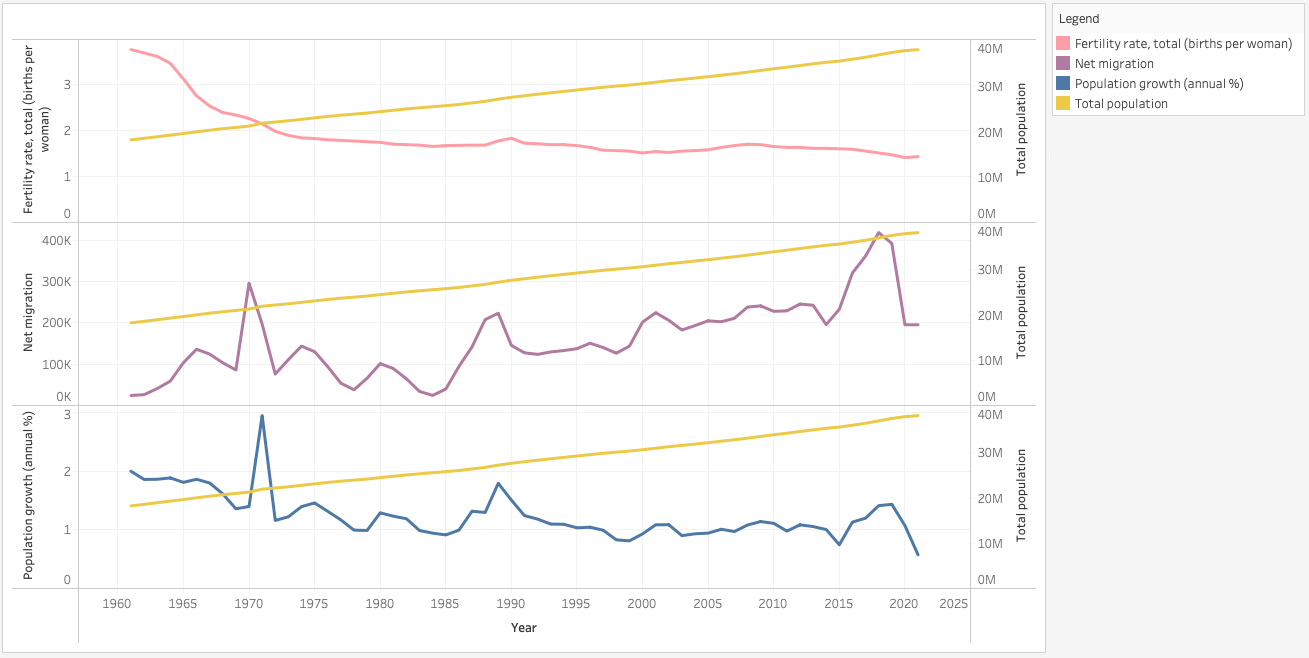 Legend
Fertility rate, total (births per woman)
Net migration
Population growth (annual %)
Total population
Fertility rate, total (births per
woman)
3
2
1
0
40M
30M
20M
10M
0M
Total population
Net migration
400K
300K
200K
100K
0K
40M
30M
20M
10M
0M
Total population
Population growth (annual %)
3
2
1
0
40M
30M
20M
10M
0M
Total population
1960 1965 1970 1975 1980 1985 1990 1995 2000 2005 2010 2015 2020 2025
Year